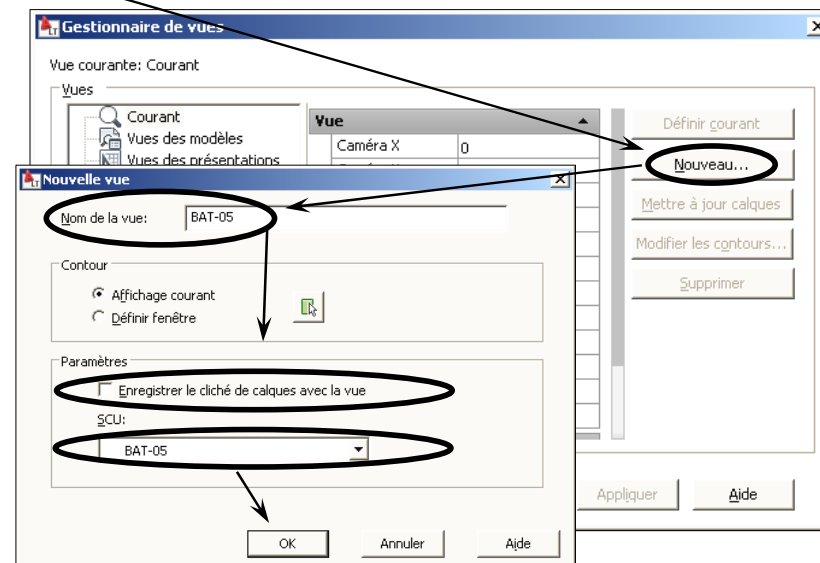 Gestionnaire de vues
Vue courante: Courant
Vues
Courant
Vues des modèles
Vues des présentations
Vue
Caméra X 0
Définir courant
Nouveau...
Mettre à jour calques
Modifier les contours...
Supprimer
Appliquer
Aide
Nouvelle vue
Nom de la vue: BAT-05
Contour
Affichage courant
Définir fenêtre
Paramètres
Enregistrer le cliché de calques avec la vue
SCU:
BAT-05
OK Annuler Aide